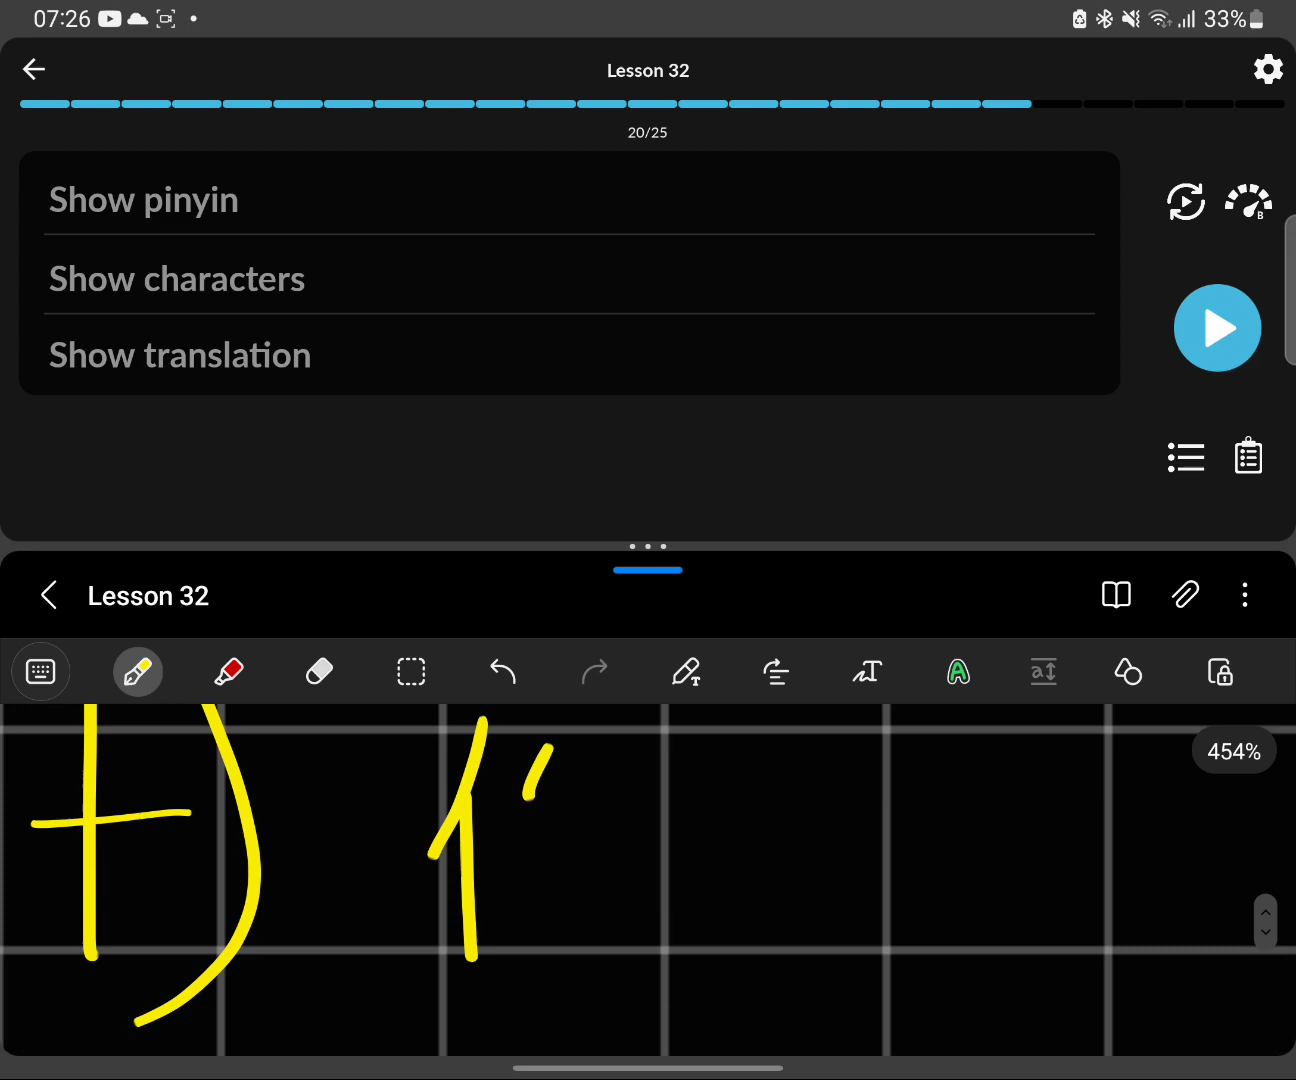 07:26 33%
Lesson 32
20/25
Show pinyin
Show characters
Show translation
B
Lesson 32
T T A a
454%